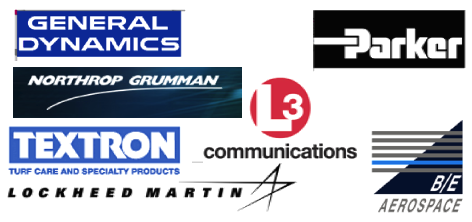 GENERAL
DYNAMICS
Parker
NORTHROP GRUMMAN
L3
communications
TEXTRON
TURF CARE AND SPECIALTY PRODUCTS
LOCKHEED MARTIN
B/E
AEROSPACE